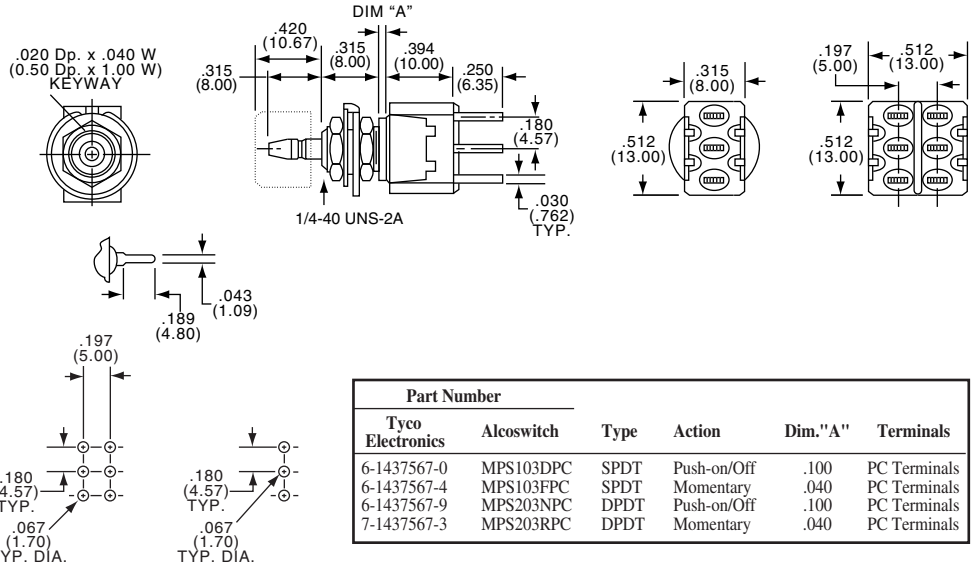 DIM “A”
.020 Dp. x .040 W
(0.50 Dp. x 1.00 W)
KEYWAY
.420
(10.67)
.315
(8.00)
.315
(8.00)
.394
(10.00)
.250
(6.35)
.180
(4.57)
.030
(.762)
TYP.
1/4-40 UNS-2A
.315
(8.00)
.512
(13.00)
.197
(5.00)
.512
(13.00)
.512
(13.00)
.043
(1.09)
.189
(4.80)
.197
(5.00)
.180
4.57)
TYP.
.067
(1.70)
YP. DIA.
.180
(4.57)
TYP.
.067
(1.70)
TYP. DIA.
Part Number
Tyco Electronics Alcoswitch Type Action Dim."A" Terminals
6-1437567-0 MPS103DPC SPDT Push-on/Off .100 PC Terminals
6-1437567-4 MPS103FPC SPDT Momentary .040 PC Terminals
6-1437567-9 MPS203NPC DPDT Push-on/Off .100 PC Terminals
7-1437567-3 MPS203RPC DPDT Momentary .040 PC Terminals